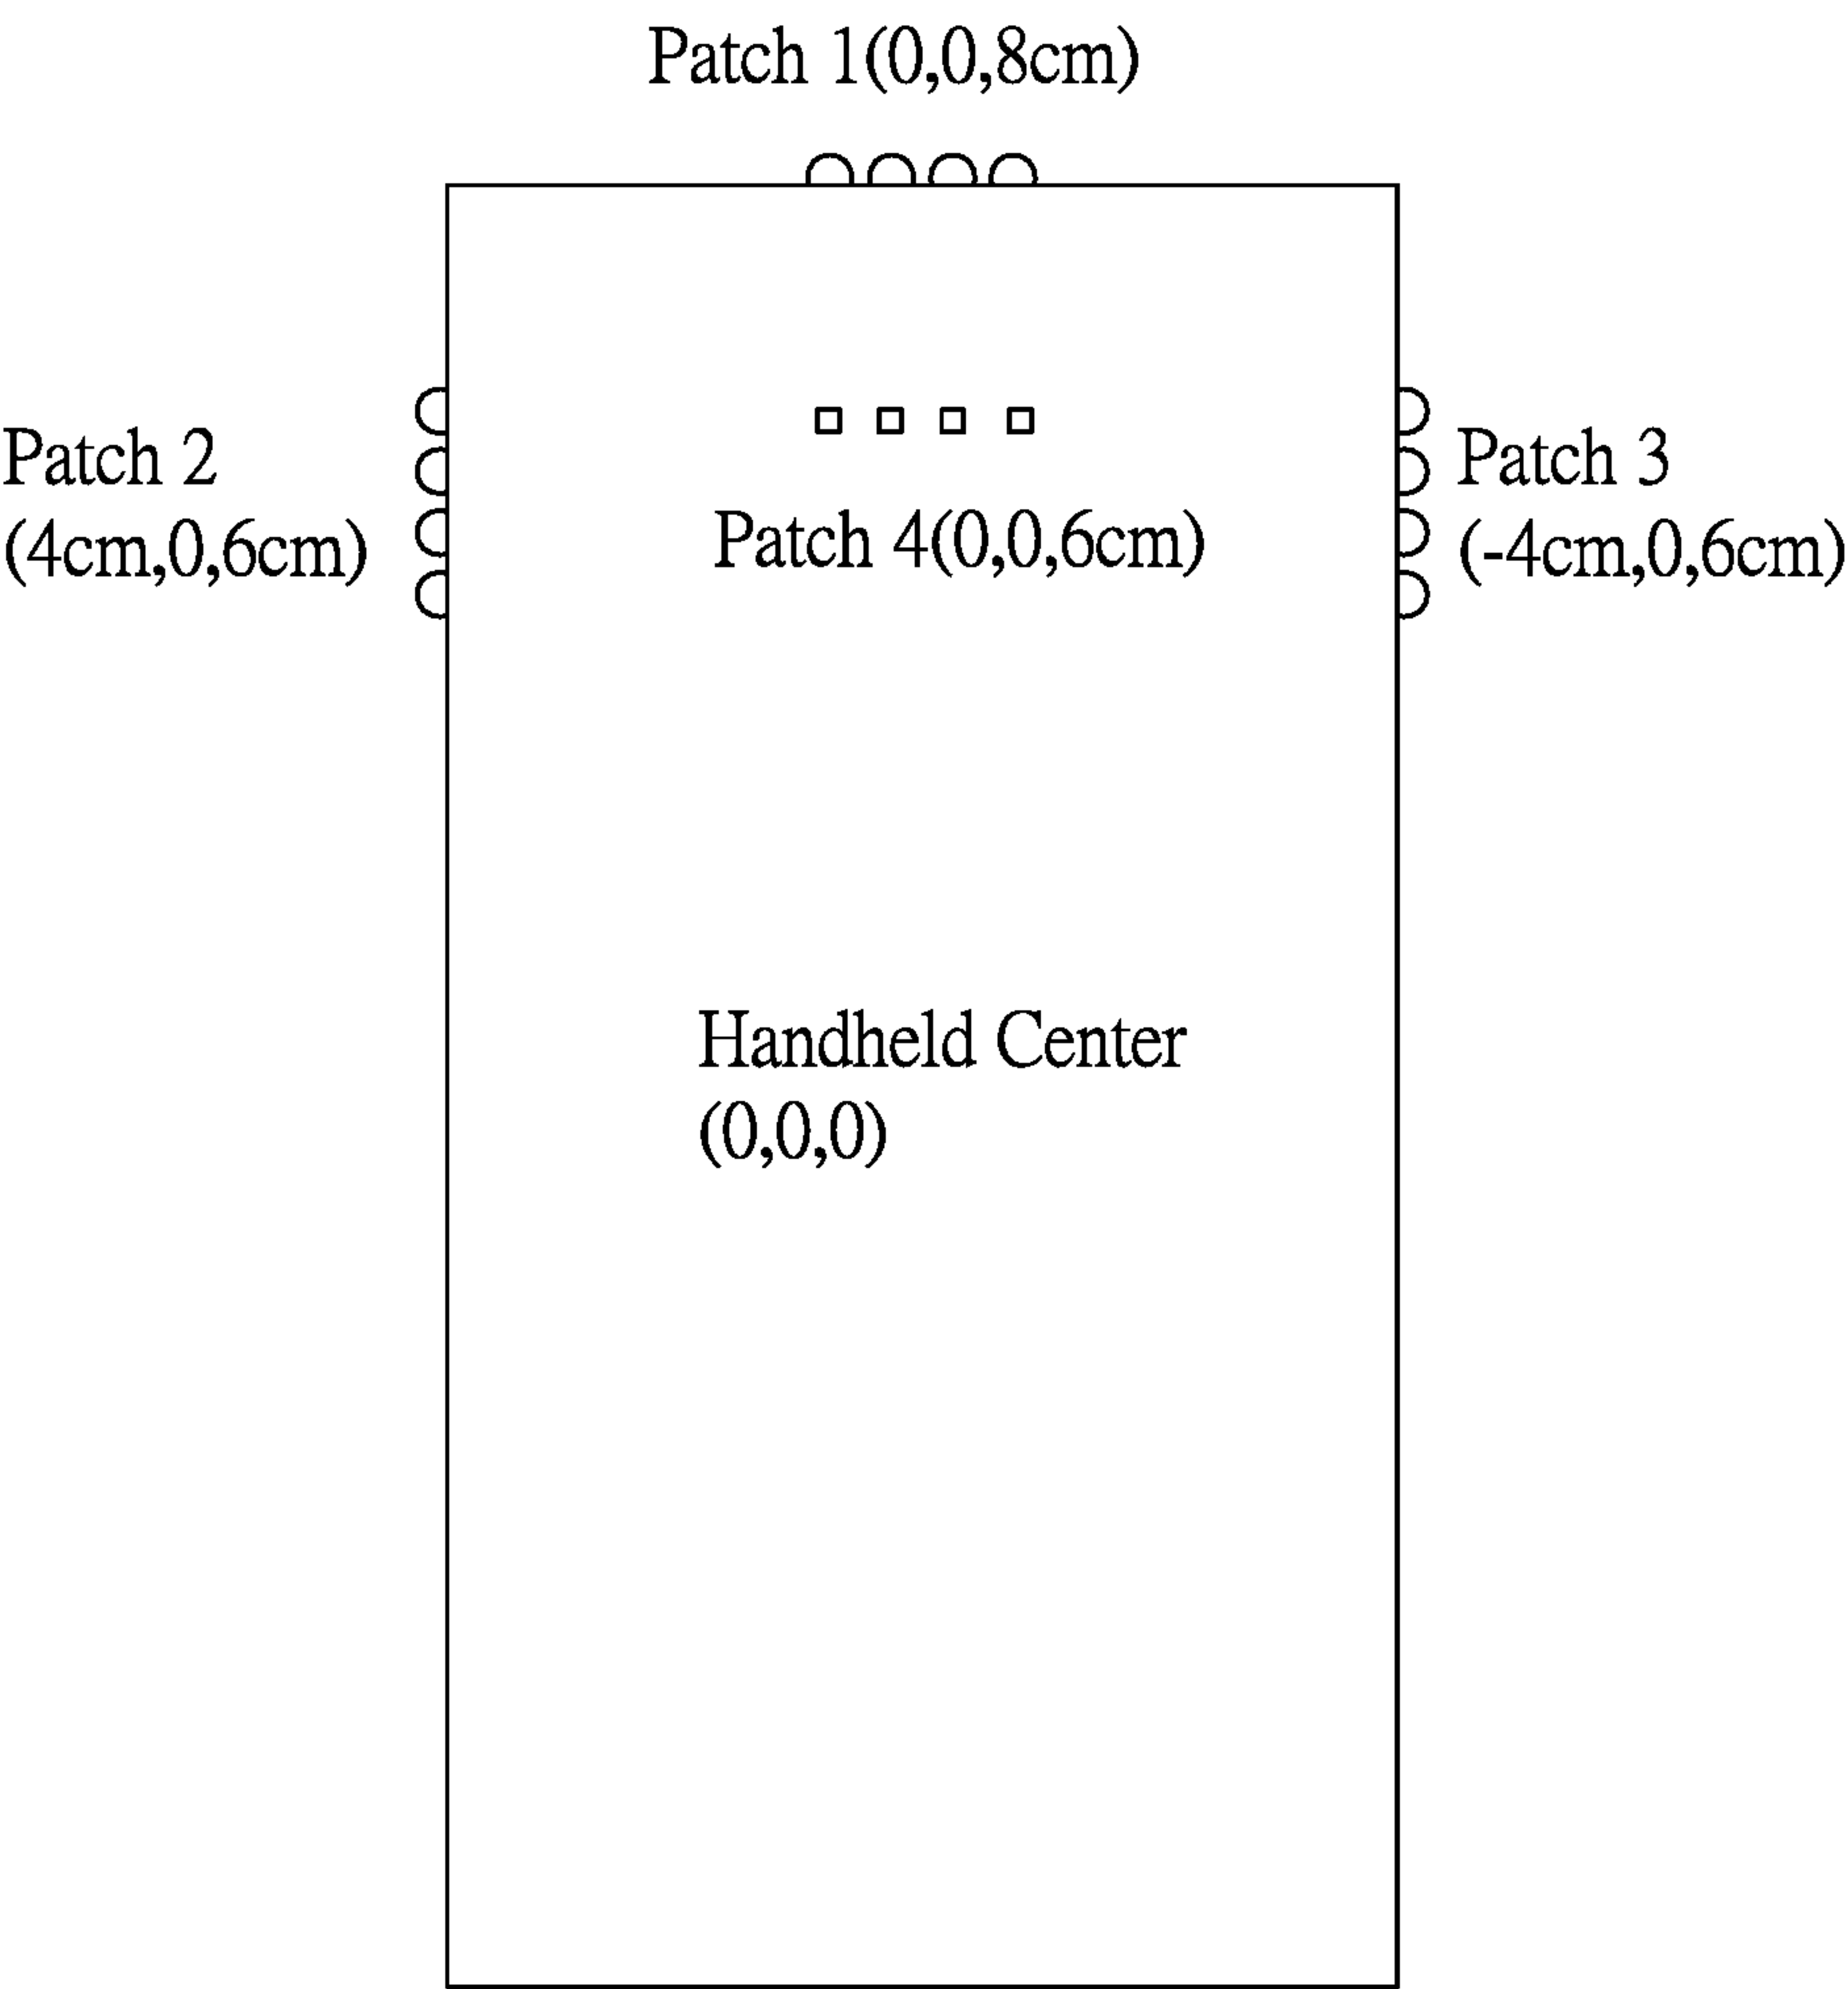 Patch 1(0,0,8cm)
Patch 2
(4cm,0,6cm)
Patch 4(0,0,6cm)
Patch 3
(-4cm,0,6cm)
Handheld Center
(0,0,0)